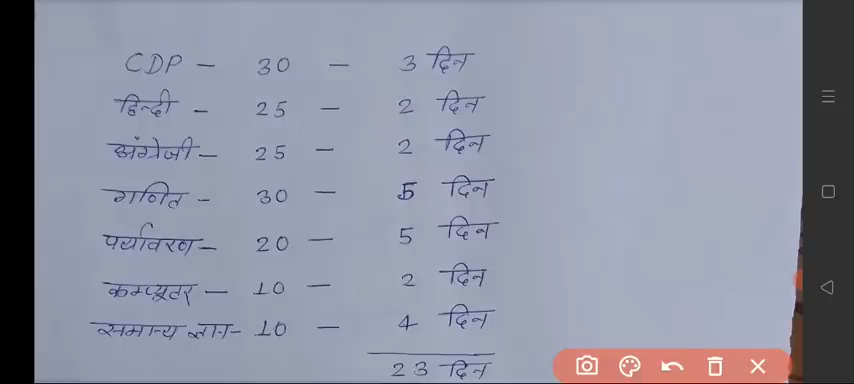 CDP - 30 - 3 दिन
हिन्दी - 25 - 2 दिन
अंग्रेजी - 25 - 2 दिन
गणित - 30 - 5 दिन
पर्यावरण - 20 - 5 दिन
कम्प्यूटर - 10 - 2 दिन
समान्य ज्ञान - 10 - 4 दिन
23 दिन